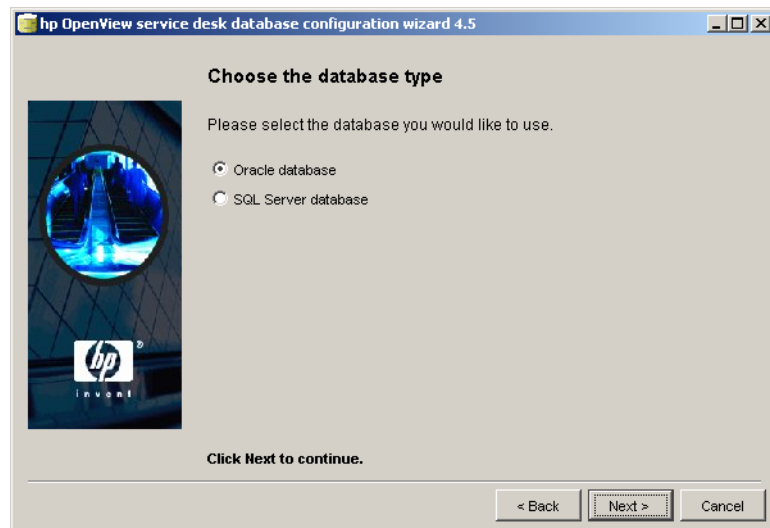 hp OpenView service desk database configuration wizard 4.5
Choose the database type
Please select the database you would like to use.
Oracle database
SQL Server database
hp
®
invent
Click Next to continue.
< Back
Next >
Cancel